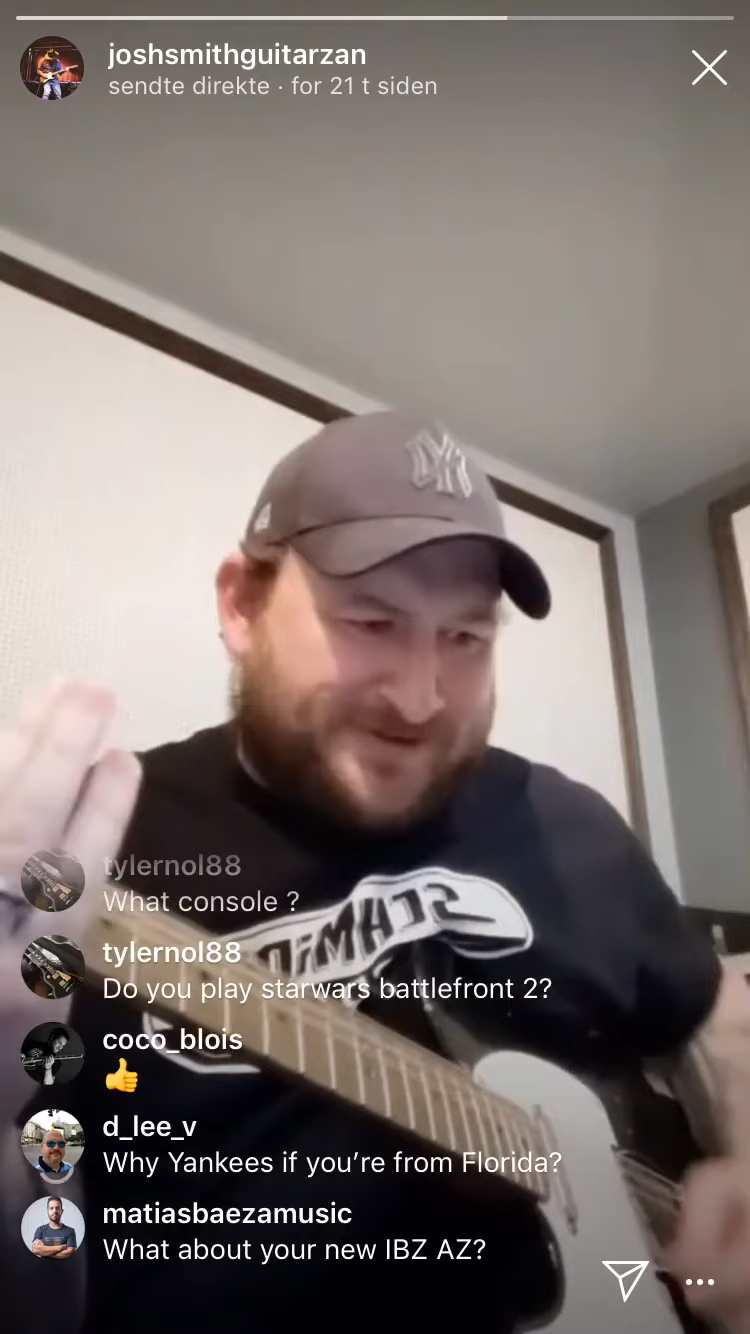 joshsmithguitarzan
sendte direkte · for 21 t siden
NY
tylernol88
What console ?
tylernol88
Do you play starwars battlefront 2?
coco_blois
👍
d_lee_v
Why Yankees if you’re from Florida?
matiasbaezamusic
What about your new IBZ AZ?